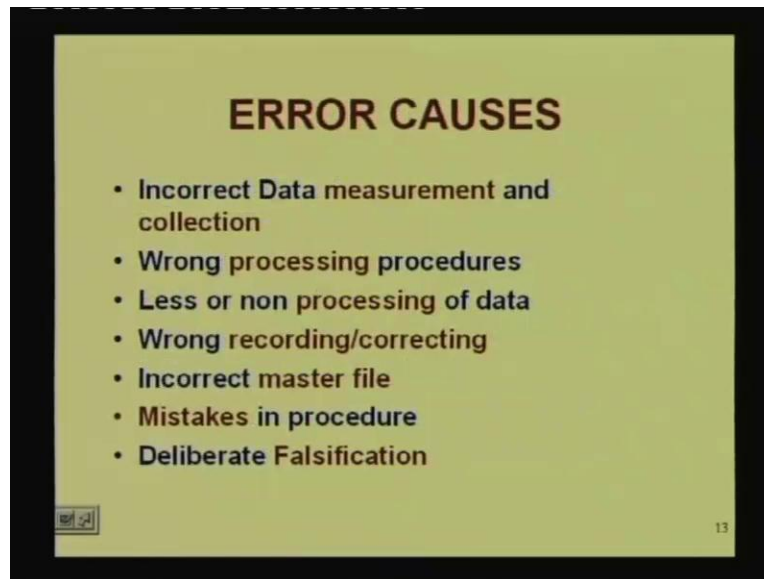 ERROR CAUSES
• Incorrect Data measurement and
collection
• Wrong processing procedures
• Less or non processing of data
• Wrong recording/correcting
• Incorrect master file
• Mistakes in procedure
• Deliberate Falsification
13